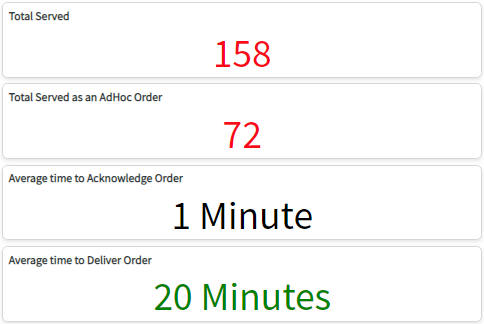 Total Served
158
Total Served as an AdHoc Order
72
Average time to Acknowledge Order
1 Minute
Average time to Deliver Order
20 Minutes